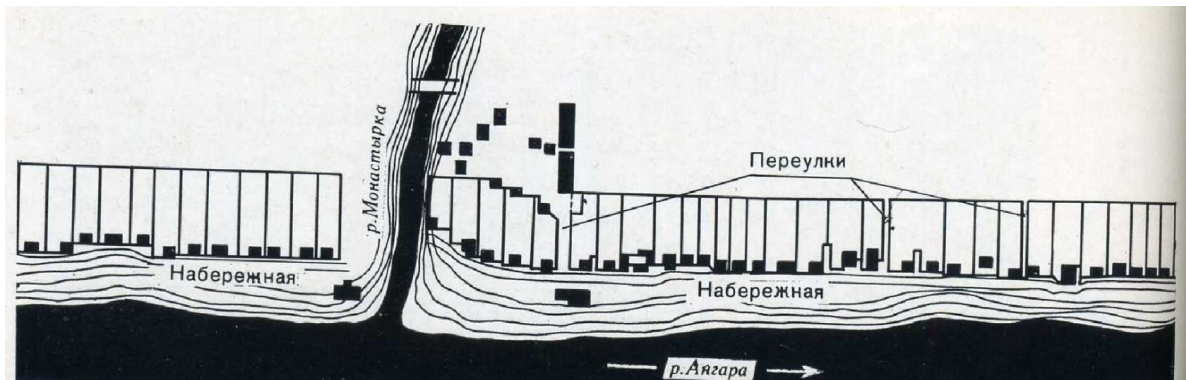 р. Монастырка
Переулки
Набережная
Набережная
р. Ангара